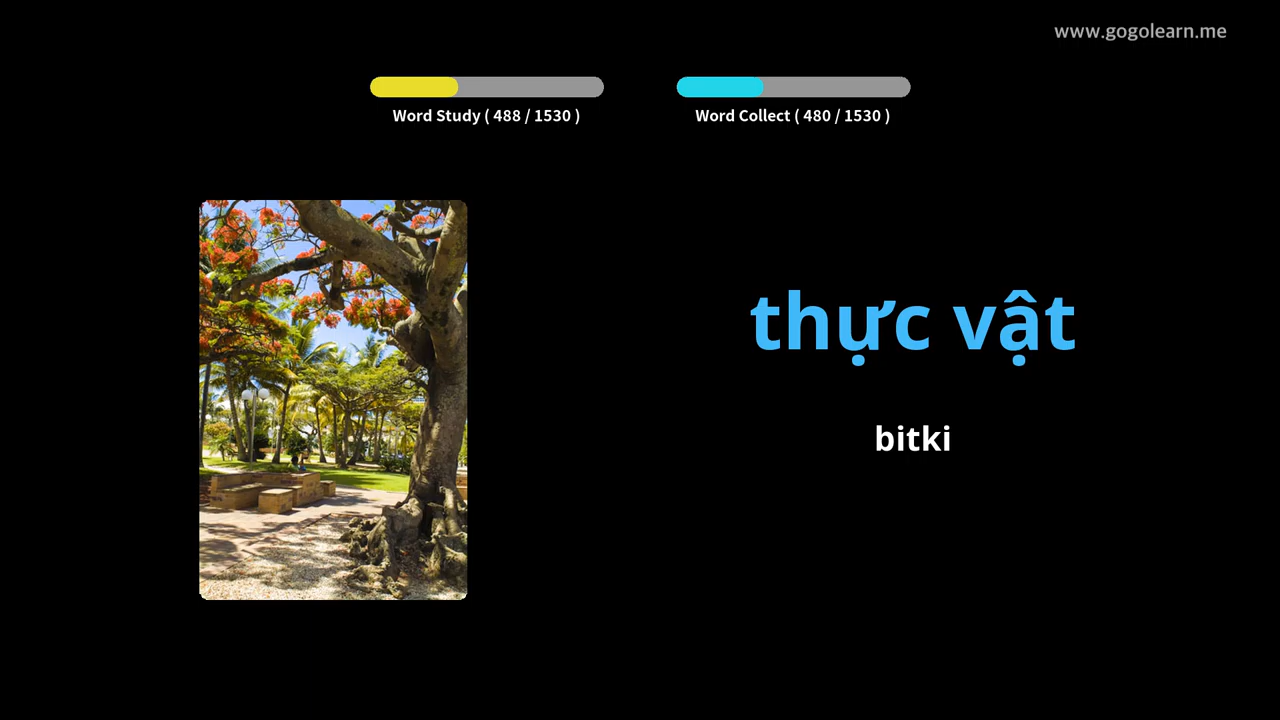 www.gogolearn.me
Word Study ( 488 / 1530 )
Word Collect ( 480 / 1530 )
thực vật
bitki